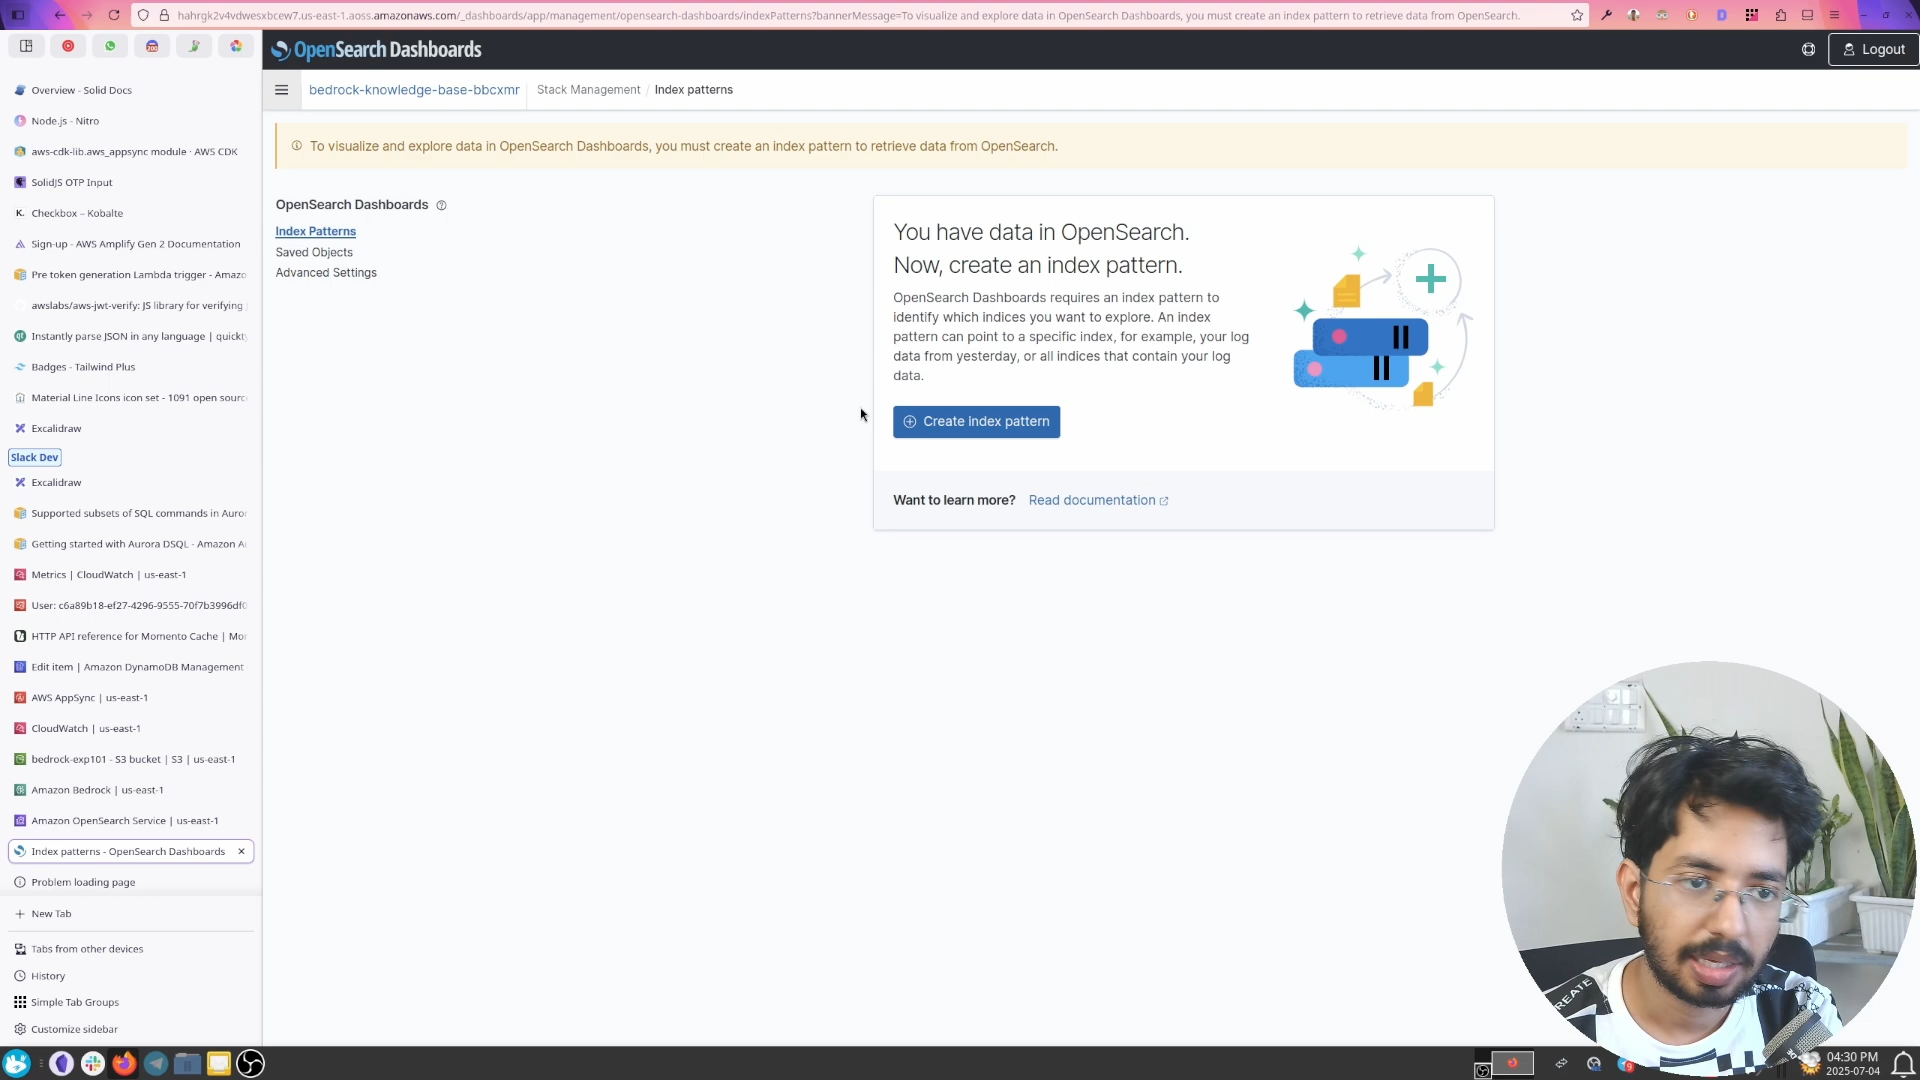 hahrgk2v4vdwesxbcew7.us-east-1.aoss.amazonaws.com/_dashboards/app/management/opensearch-dashboards/indexPatterns?bannerMessage=To visualize and explore data in OpenSearch Dashboards, you must create an index pattern to retrieve data from OpenSearch.
OpenSearch Dashboards
Logout
bedrock-knowledge-base-bbcxmr
Stack Management / Index patterns
To visualize and explore data in OpenSearch Dashboards, you must create an index pattern to retrieve data from OpenSearch.
Overview - Solid Docs
Node.js - Nitro
aws-cdk-lib.aws_appsync module · AWS CDK
SolidJS OTP Input
Checkbox – Kobalte
Sign-up - AWS Amplify Gen 2 Documentation
Pre token generation Lambda trigger - Amazo
awslabs/aws-jwt-verify: JS library for verifying
Instantly parse JSON in any language | quickty
Badges - Tailwind Plus
Material Line Icons icon set - 1091 open sourc
Excalidraw
Slack Dev
Excalidraw
Supported subsets of SQL commands in Auror
Getting started with Aurora DSQL - Amazon Au
Metrics | CloudWatch | us-east-1
User: c6a89b18-ef27-4296-9555-70f7b3996df0
HTTP API reference for Momento Cache | Mom
Edit item | Amazon DynamoDB Management
AWS AppSync | us-east-1
CloudWatch | us-east-1
bedrock-exp101 - S3 bucket | S3 | us-east-1
Amazon Bedrock | us-east-1
Amazon OpenSearch Service | us-east-1
Index patterns - OpenSearch Dashboards
Problem loading page
New Tab
Tabs from other devices
History
Simple Tab Groups
Customize sidebar
OpenSearch Dashboards
Index Patterns
Saved Objects
Advanced Settings
You have data in OpenSearch.
Now, create an index pattern.
OpenSearch Dashboards requires an index pattern to
identify which indices you want to explore. An index
pattern can point to a specific index, for example, your log
data from yesterday, or all indices that contain your log
data.
Create index pattern
Want to learn more? Read documentation
CREATE
04:30 PM
2025-07-04